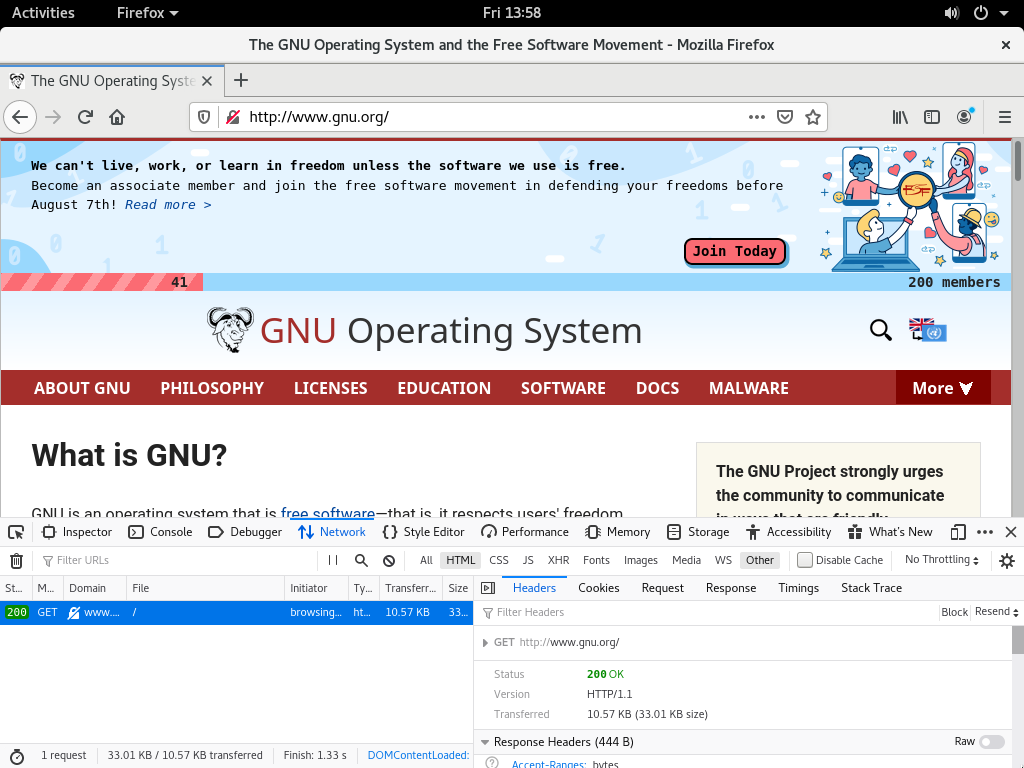 Activities Firefox Fri 13:58
The GNU Operating System and the Free Software Movement - Mozilla Firefox
The GNU Operating Syste
http://www.gnu.org/
We can't live, work, or learn in freedom unless the software we use is free.
Become an associate member and join the free software movement in defending your freedoms before
August 7th! Read more >
Join Today
41 200 members
GNU Operating System
ABOUT GNU PHILOSOPHY LICENSES EDUCATION SOFTWARE DOCS MALWARE More
What is GNU?
GNU is an operating system that is free software—that is, it respects users' freedom
The GNU Project strongly urges
the community to communicate
in ways that are friendly
Inspector Console Debugger Network Style Editor Performance Memory Storage Accessibility What's New
Filter URLs All HTML CSS JS XHR Fonts Images Media WS Other Disable Cache No Throttling
St... M... Domain File Initiator Ty... Transferr... Size
Headers Cookies Request Response Timings Stack Trace
200 GET www.... / browsing... ht... 10.57 KB 33...
Filter Headers Block Resend
GET http://www.gnu.org/
Status 200 OK
Version HTTP/1.1
Transferred 10.57 KB (33.01 KB size)
Response Headers (444 B) Raw
Accept-Ranges: bytes
1 request 33.01 KB / 10.57 KB transferred Finish: 1.33 s DOMContentLoaded: